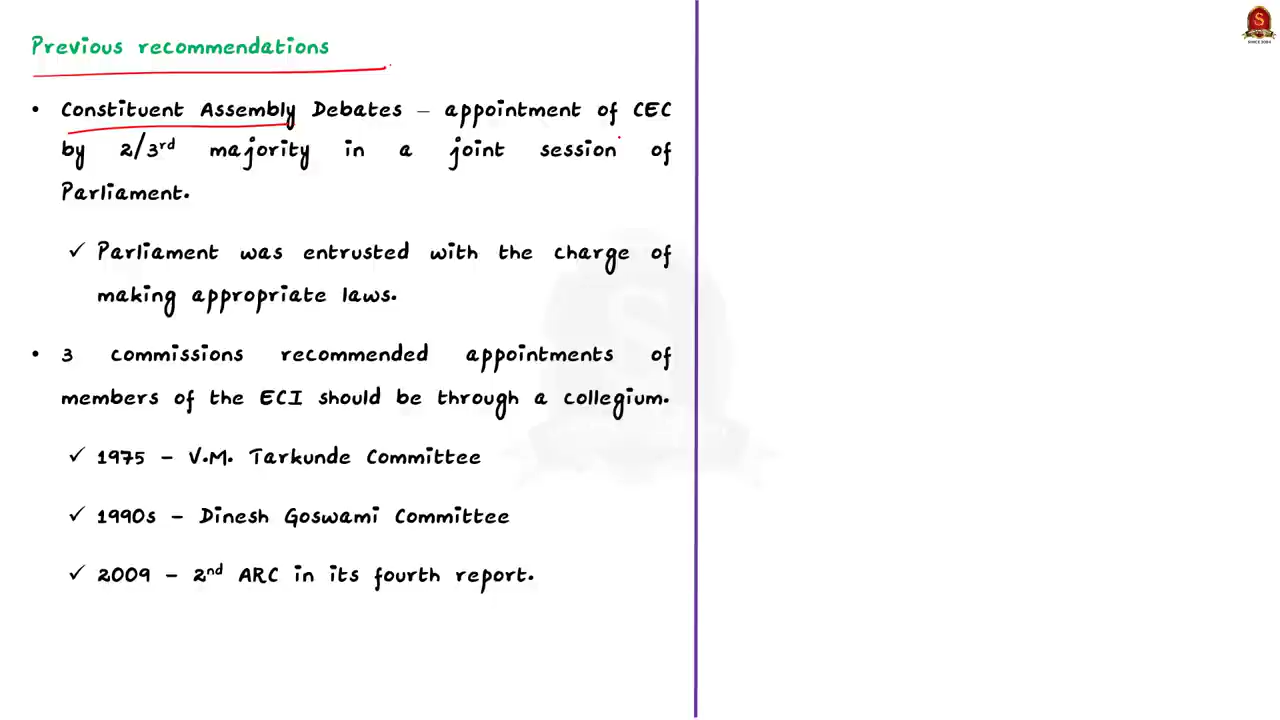 Previous recommendations
• Constituent Assembly Debates – appointment of CEC
by 2/3rd majority in a joint session of
Parliament.
✓ Parliament was entrusted with the charge of
making appropriate laws.
• 3 commissions recommended appointments of
members of the ECI should be through a collegium.
✓ 1975 – V.M. Tarkunde Committee
✓ 1990s – Dinesh Goswami Committee
✓ 2009 – 2nd ARC in its fourth report.
S
SINCE 2004